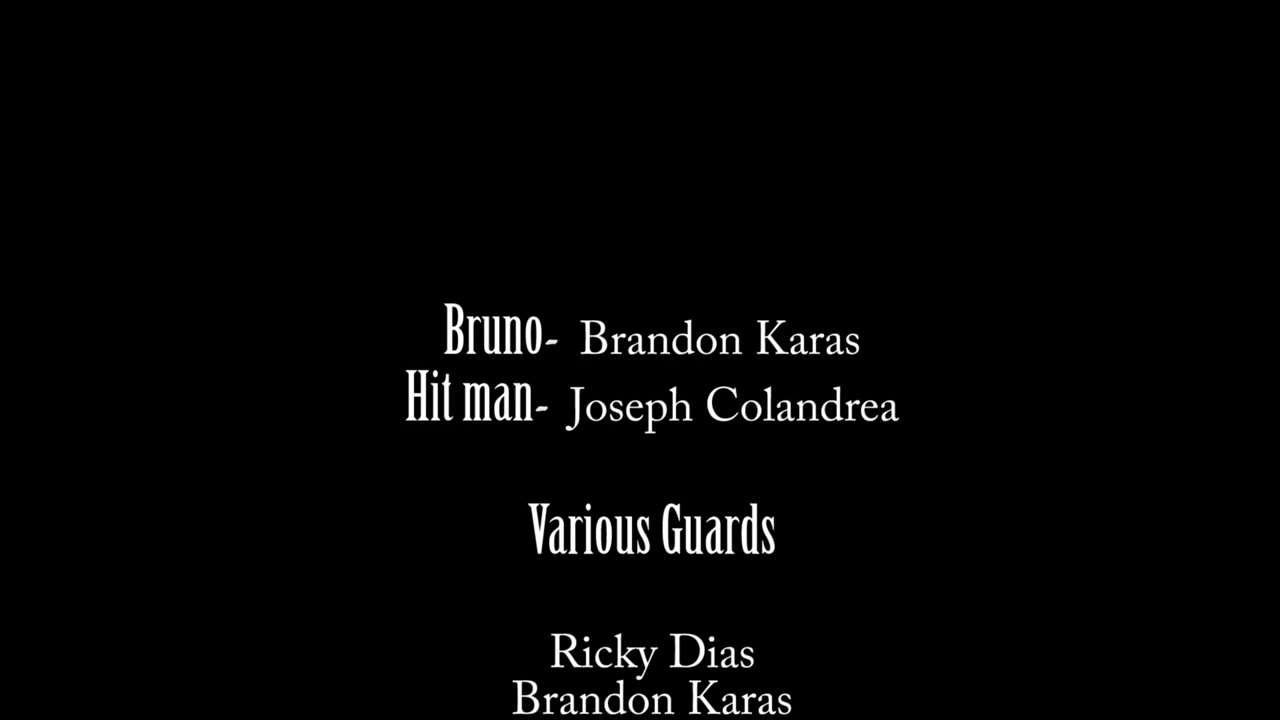 Bruno- Brandon Karas
Hit man- Joseph Colandrea
Various Guards
Ricky Dias
Brandon Karas